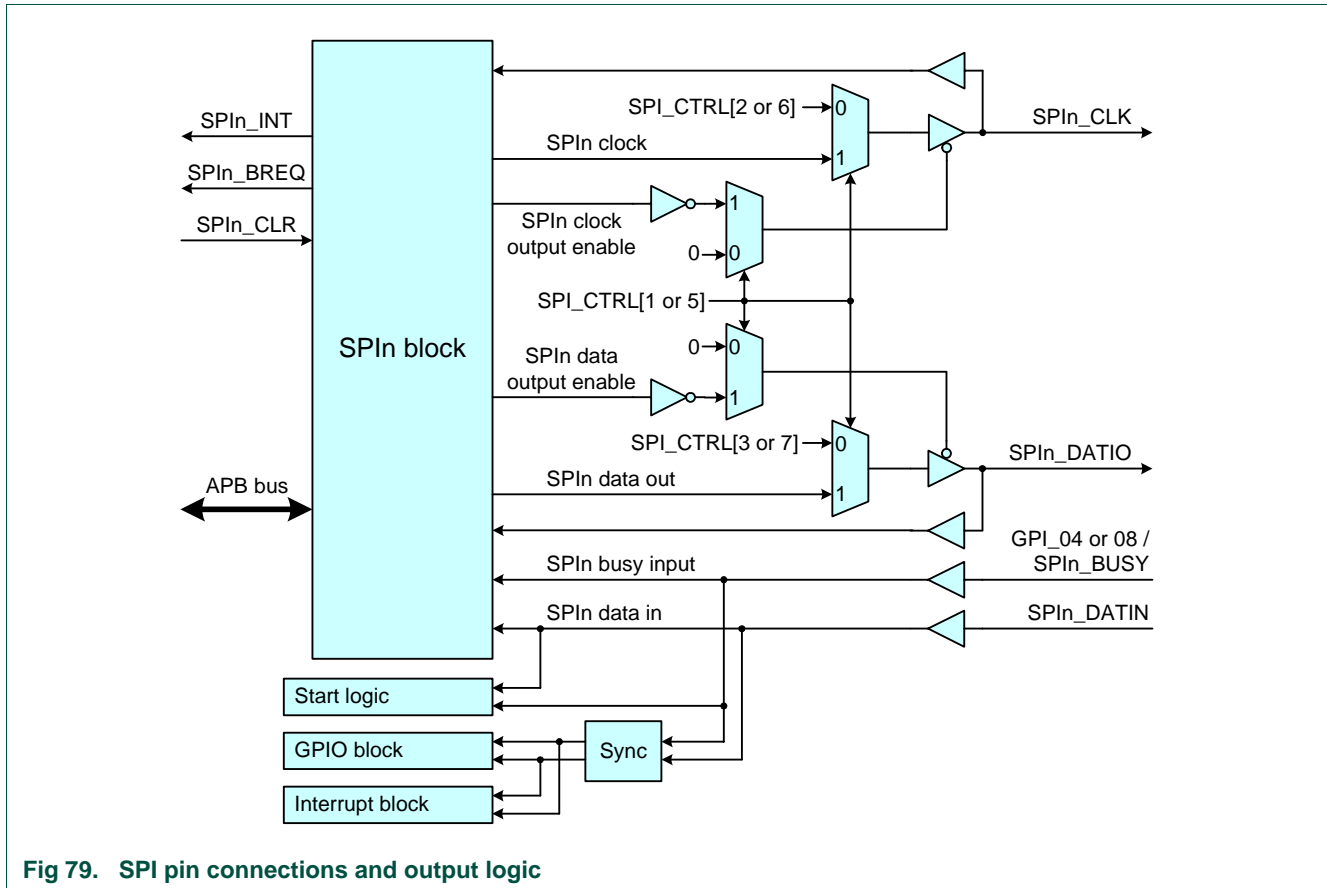 SPI_CTRL[2 or 6]
0
SPIn_CLK
SPIn_INT
SPIn clock
1
SPIn_BREQ
SPIn_CLR
1
SPIn clock
output enable
0
0
SPI_CTRL[1 or 5]
SPIn block
0
0
SPIn data
output enable
1
SPI_CTRL[3 or 7]
0
SPIn_DATIO
APB bus
SPIn data out
1
GPI_04 or 08 /
SPIn_BUSY
SPIn busy input
SPIn data in
SPIn_DATIN
Start logic
GPIO block
Sync
Interrupt block
Fig 79. SPI pin connections and output logic